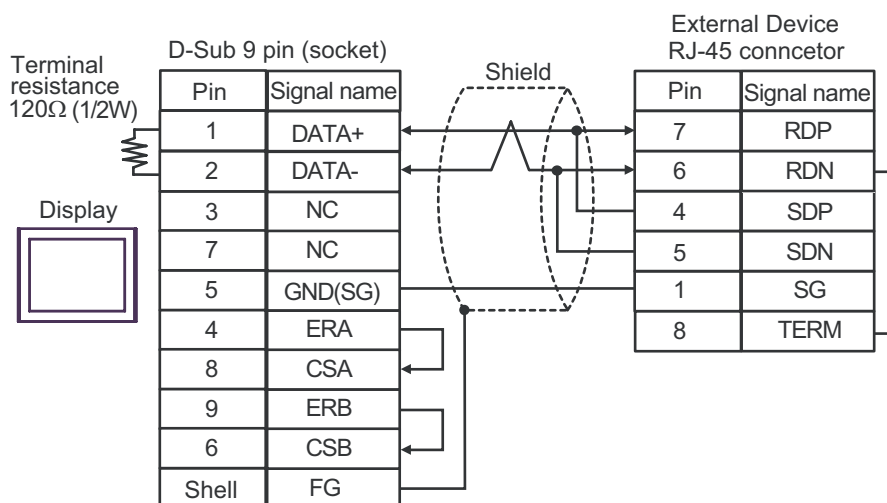 Terminal
resistance
120Ω (1/2W)
Display
D-Sub 9 pin (socket)
Pin Signal name
1 DATA+
2 DATA-
3 NC
7 NC
5 GND(SG)
4 ERA
8 CSA
9 ERB
6 CSB
Shell FG
Shield
External Device
RJ-45 conncetor
Pin Signal name
7 RDP
6 RDN
4 SDP
5 SDN
1 SG
8 TERM